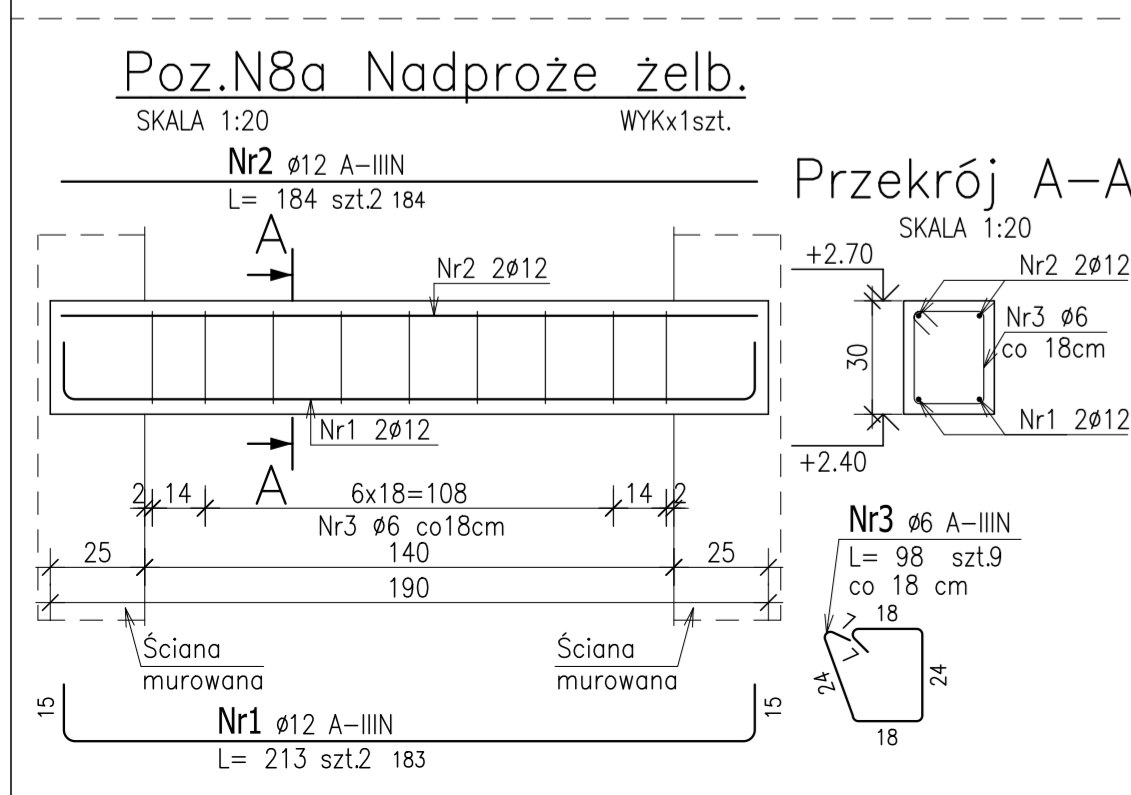 Poz.N8a Nadproże żelb.
SKALA 1:20 WYKx1szt.
Nr2 ø12 A-IIIN
L= 184 szt.2 184
A
Nr2 2ø12
Nr1 2ø12
A
2 14 6x18=108 14 2
Nr3 ø6 co18cm
25 140 25
190
Ściana
murowana
Ściana
murowana
15 15
Nr1 ø12 A-IIIN
L= 213 szt.2 183
Przekrój A-A
SKALA 1:20
+2.70
Nr2 2ø12
Nr3 ø6
co 18cm
30
Nr1 2ø12
+2.40
Nr3 ø6 A-IIIN
L= 98 szt.9
co 18 cm
7 18
7
24 24
18